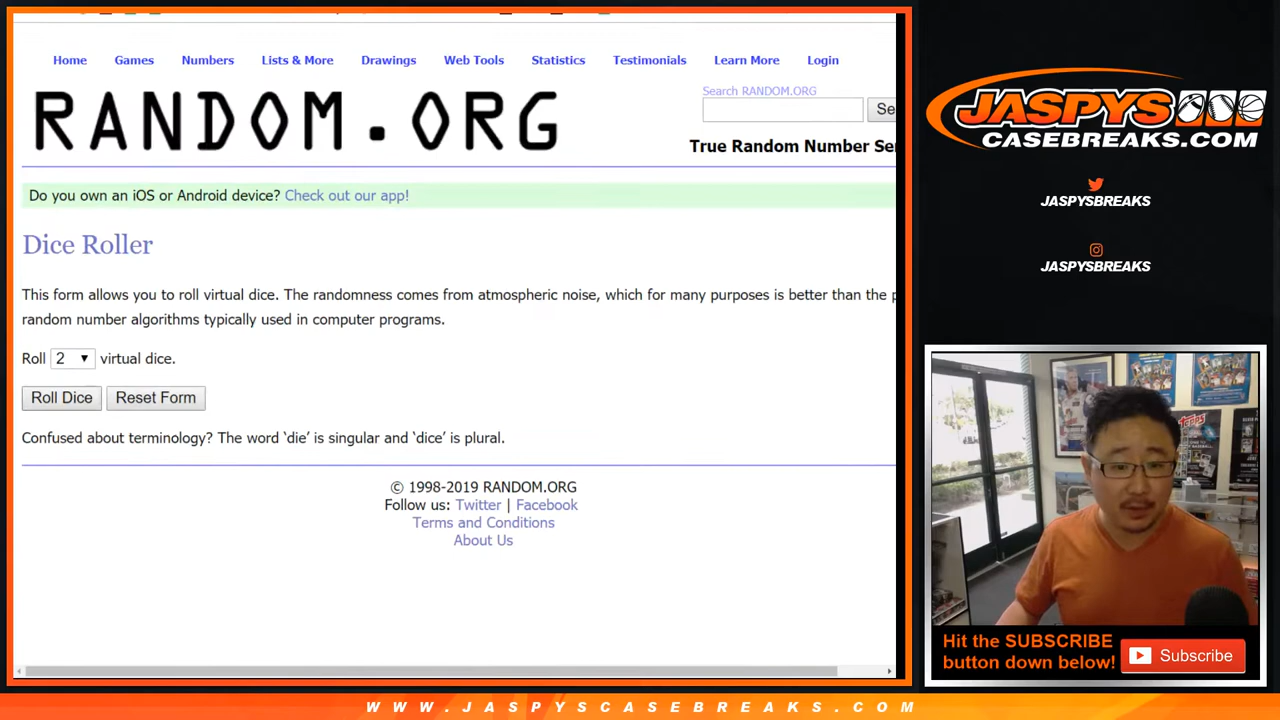 Home Games Numbers Lists & More Drawings Web Tools Statistics Testimonials Learn More Login
RANDOM.ORG
Search RANDOM.ORG
Se
True Random Number Ser
Do you own an iOS or Android device? Check out our app!
Dice Roller
This form allows you to roll virtual dice. The randomness comes from atmospheric noise, which for many purposes is better than the p
random number algorithms typically used in computer programs.
Roll 2 virtual dice.
Roll Dice Reset Form
Confused about terminology? The word ‘die’ is singular and ‘dice’ is plural.
© 1998-2019 RANDOM.ORG
Follow us: Twitter | Facebook
Terms and Conditions
About Us
JASPYS
CASEBREAKS.COM
JASPYSBREAKS
JASPYSBREAKS
TOPPS
Hit the SUBSCRIBE
button down below!
Subscribe
WWW.JASPYSCASEBREAKS.COM